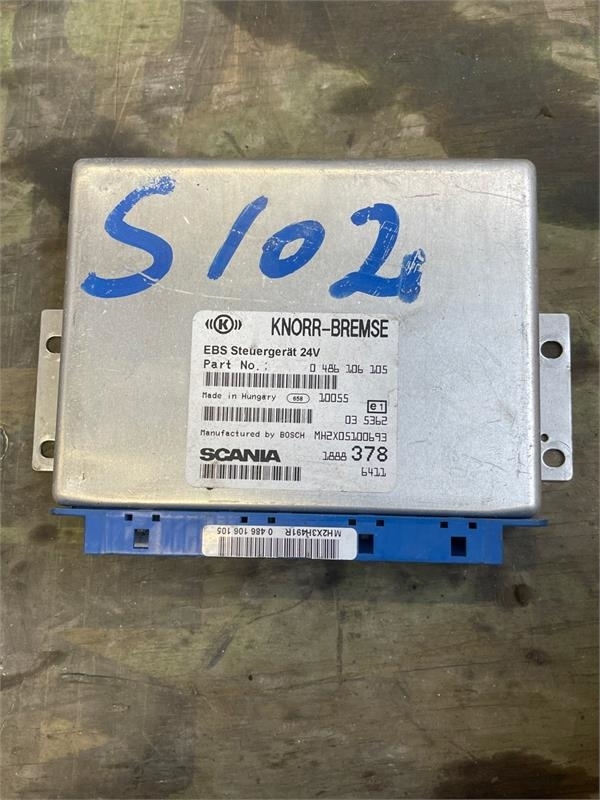 S102
K KNORR-BREMSE
EBS Steuergerät 24V
Part No.: 0 486 106 105
Made in Hungary 658 10055
e1
03 5362
Manufactured by BOSCH MH2X05100693
SCANIA 1888 378
6411
MH2X3H491R
0 486 106 105